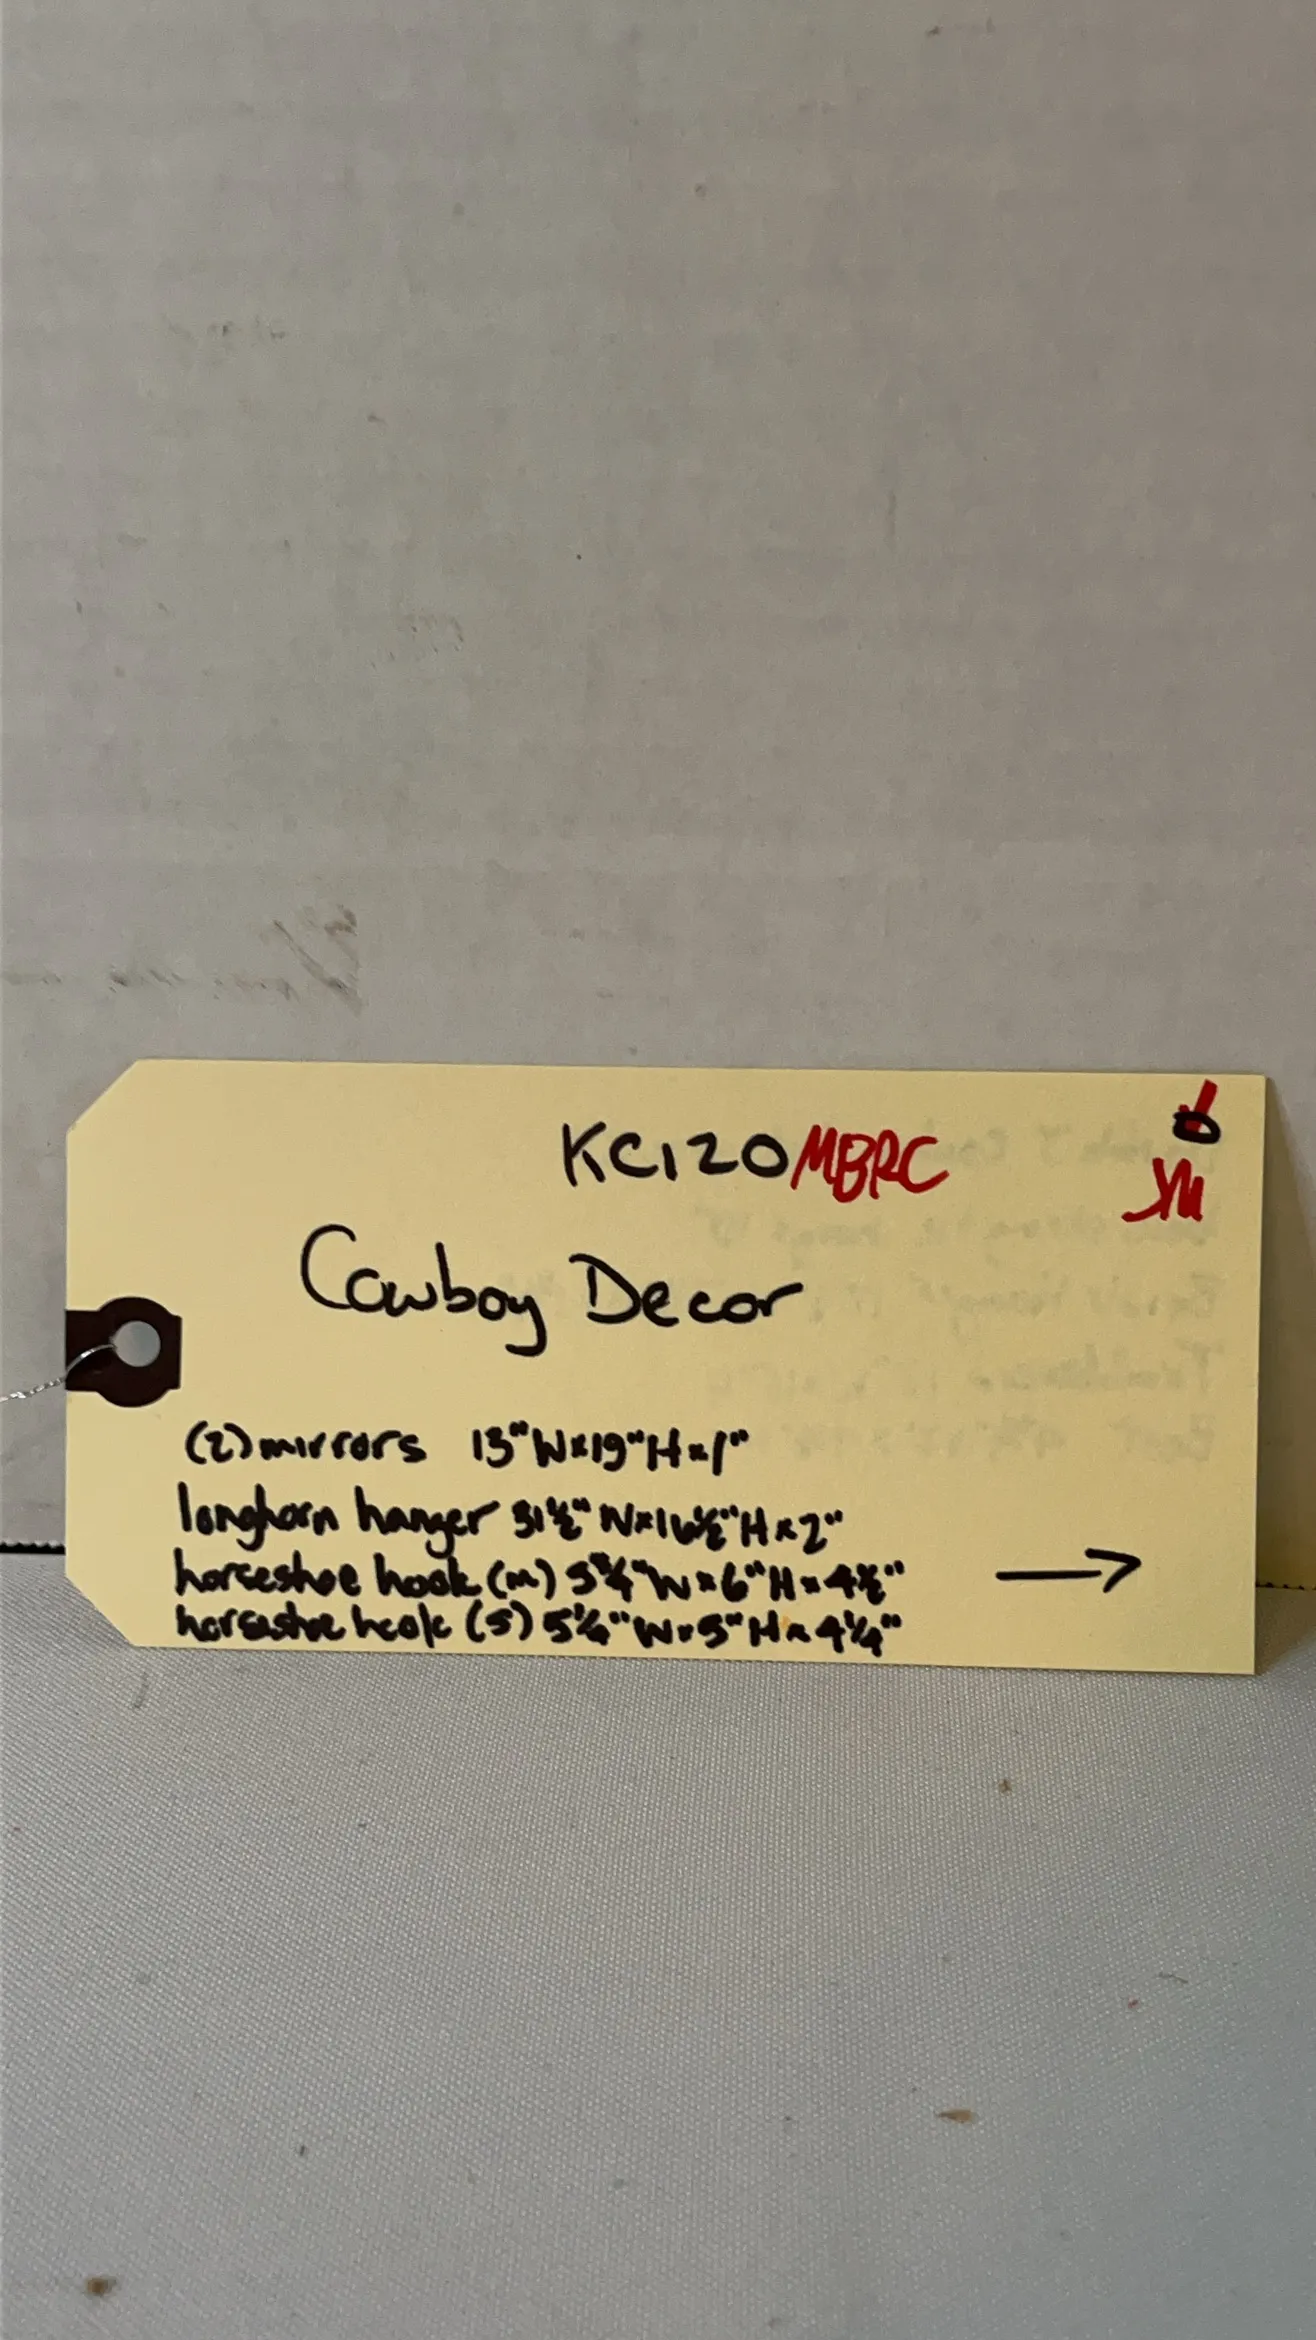 KC120MBRC
Cowboy Decor
(2) mirrors 13"W x 19"H x 1"
longhorn hanger 31½" W x 16½"H x 2"
horseshoe hook (m) 5¾"W x 6"H x 4½"
horseshoe hook (s) 5¼"W x 5"H x 4¼"